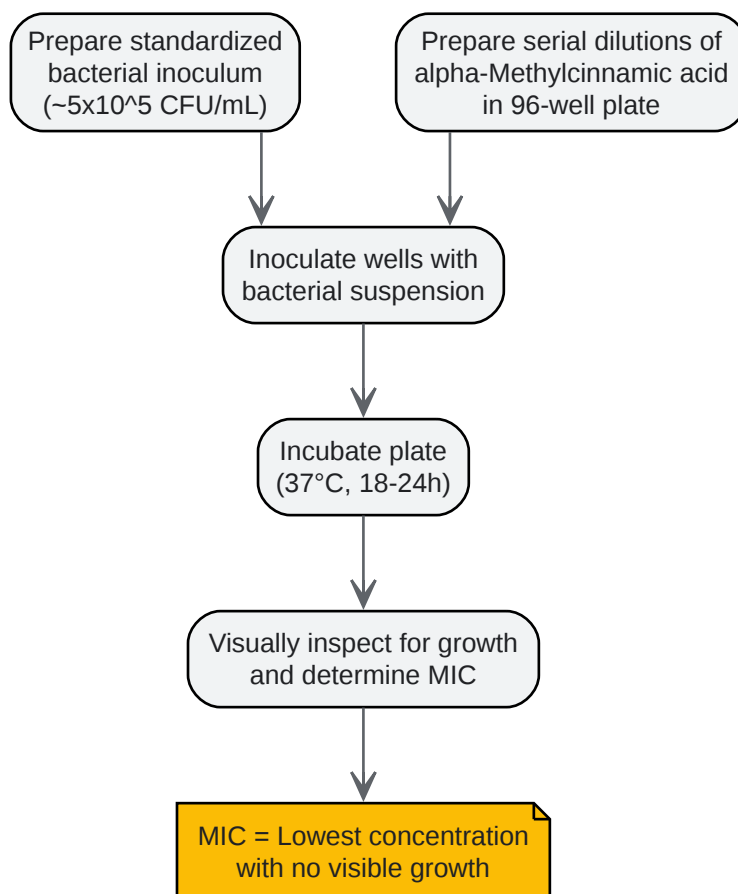 Prepare standardized
bacterial inoculum
(~5x10^5 CFU/mL)
Prepare serial dilutions of
alpha-Methylcinnamic acid
in 96-well plate
Inoculate wells with
bacterial suspension
Incubate plate
(37°C, 18-24h)
Visually inspect for growth
and determine MIC
MIC = Lowest concentration
with no visible growth